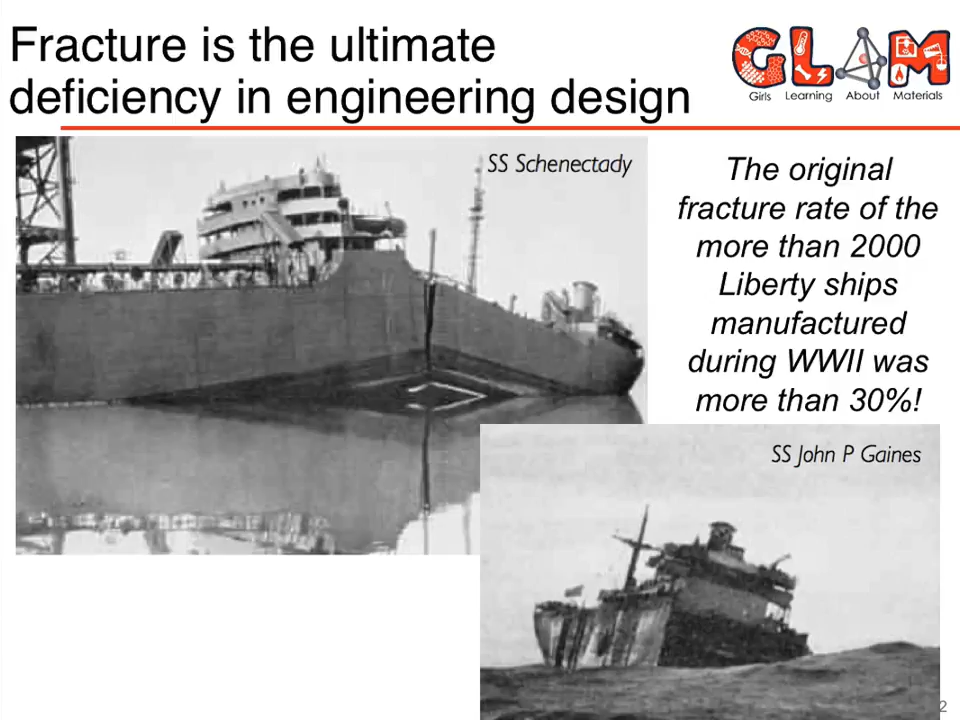 Fracture is the ultimate
deficiency in engineering design
GLAM
Girls Learning About Materials
SS Schenectady
The original
fracture rate of the
more than 2000
Liberty ships
manufactured
during WWII was
more than 30%!
SS John P Gaines
2